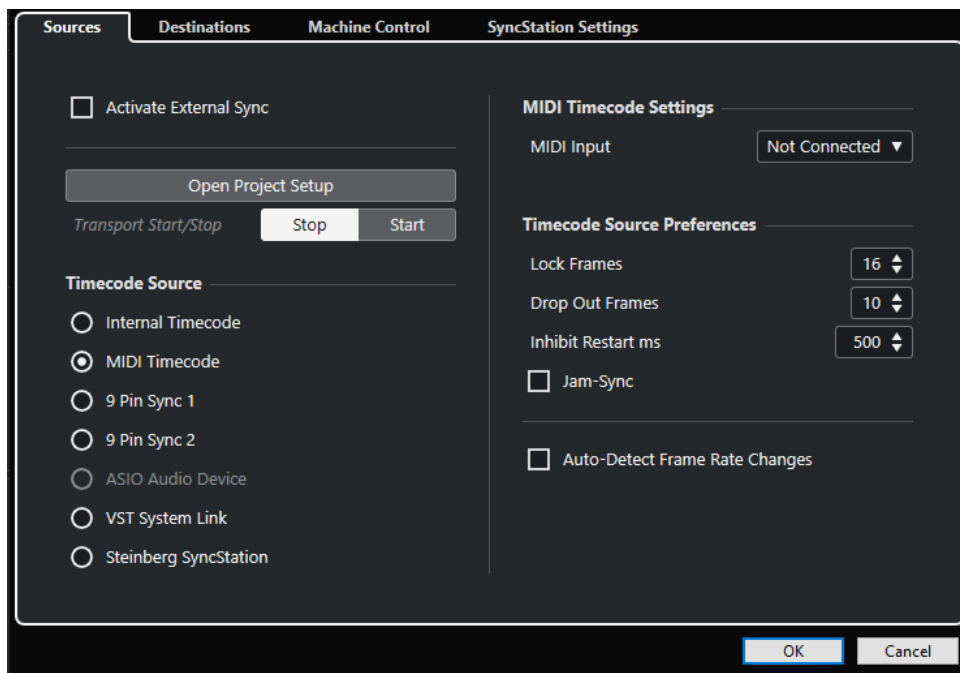 Sources Destinations Machine Control SyncStation Settings
Activate External Sync
Open Project Setup
Transport Start/Stop Stop Start
Timecode Source
Internal Timecode
MIDI Timecode
9 Pin Sync 1
9 Pin Sync 2
ASIO Audio Device
VST System Link
Steinberg SyncStation
MIDI Timecode Settings
MIDI Input Not Connected
Timecode Source Preferences
Lock Frames 16
Drop Out Frames 10
Inhibit Restart ms 500
Jam-Sync
Auto-Detect Frame Rate Changes
OK Cancel